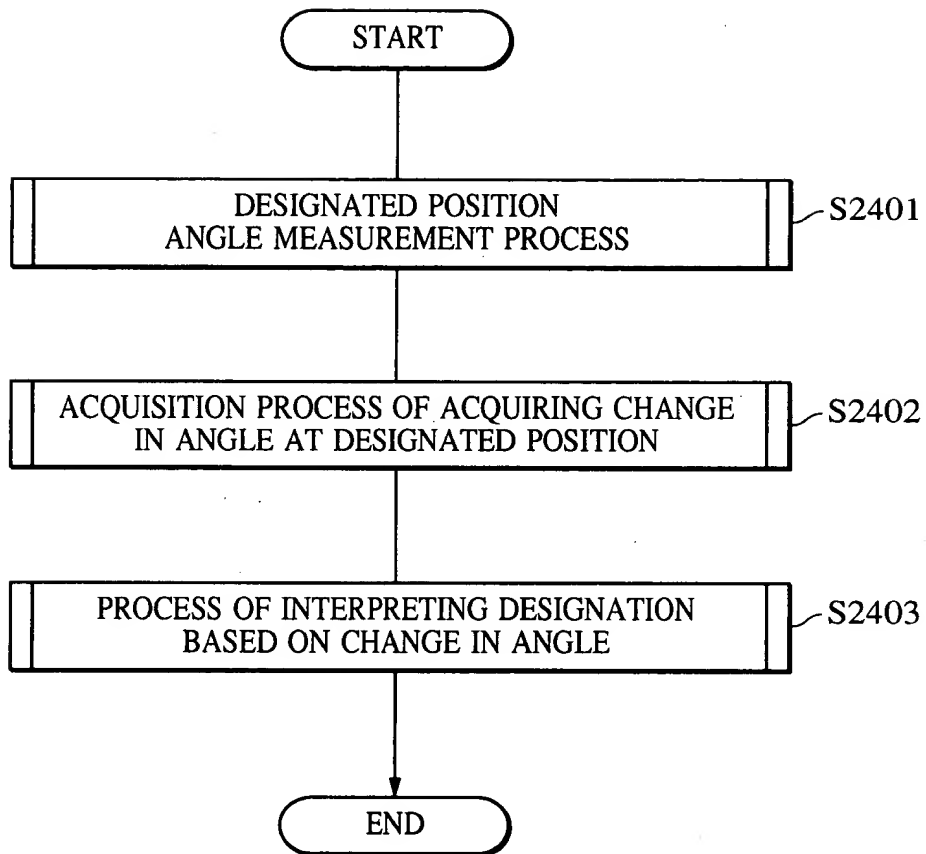 START
DESIGNATED POSITION
ANGLE MEASUREMENT PROCESS
S2401
ACQUISITION PROCESS OF ACQUIRING CHANGE
IN ANGLE AT DESIGNATED POSITION
S2402
PROCESS OF INTERPRETING DESIGNATION
BASED ON CHANGE IN ANGLE
S2403
END